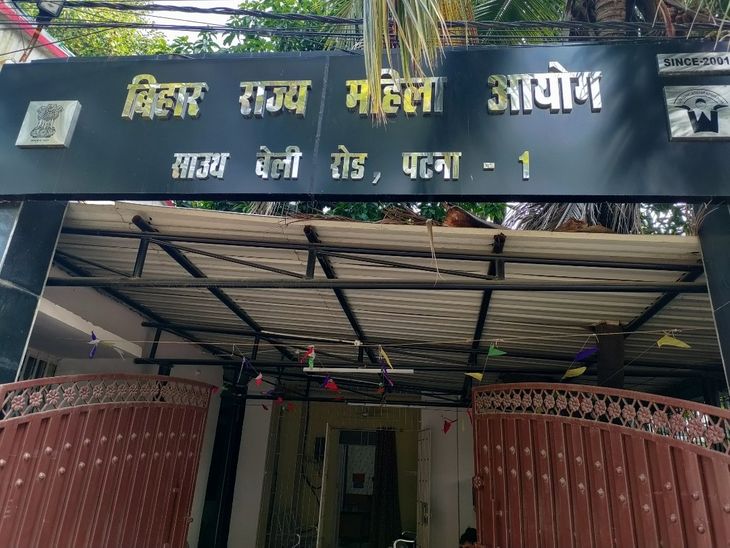 SINCE-2001
बिहार राज्य महिला आयोग
साउथ बेली रोड, पटना - 1